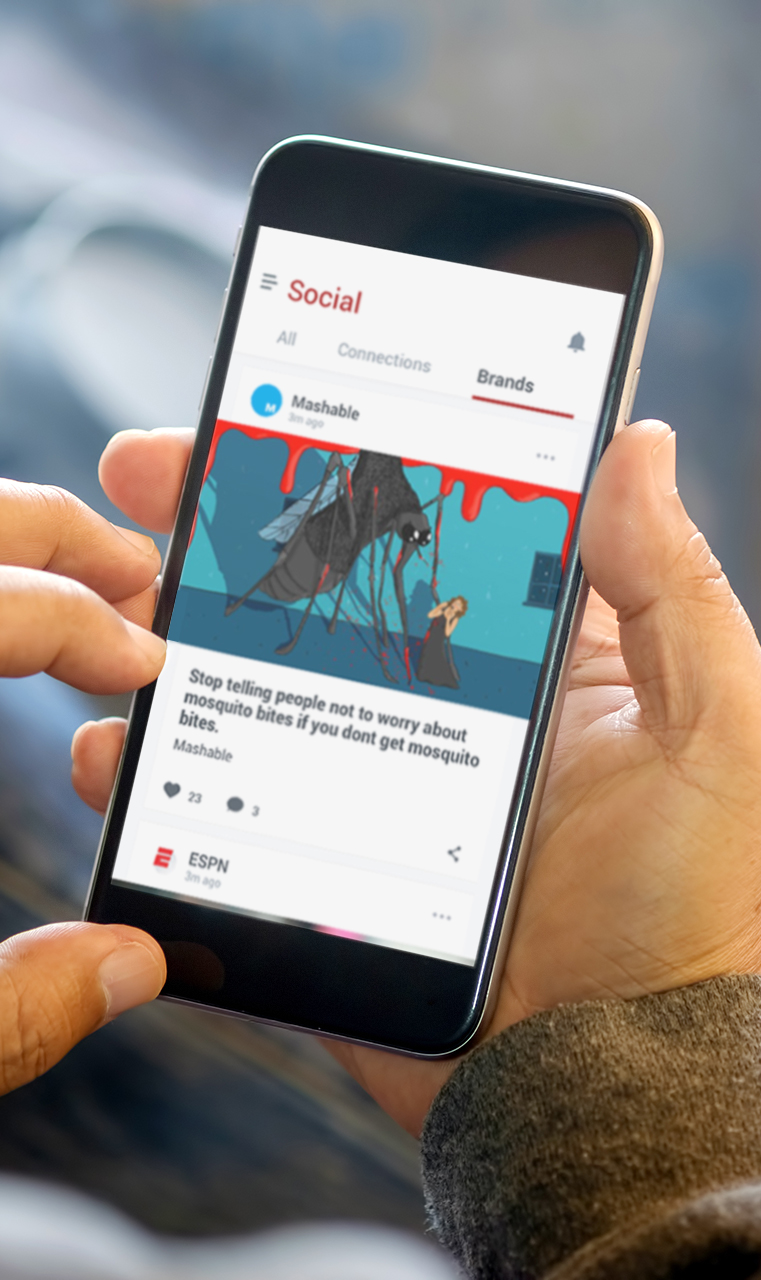 Social
All Connections Brands
M
Mashable
3m ago
Stop telling people not to worry about
mosquito bites if you dont get mosquito
bites.
Mashable
23 3
ESPN
3m ago